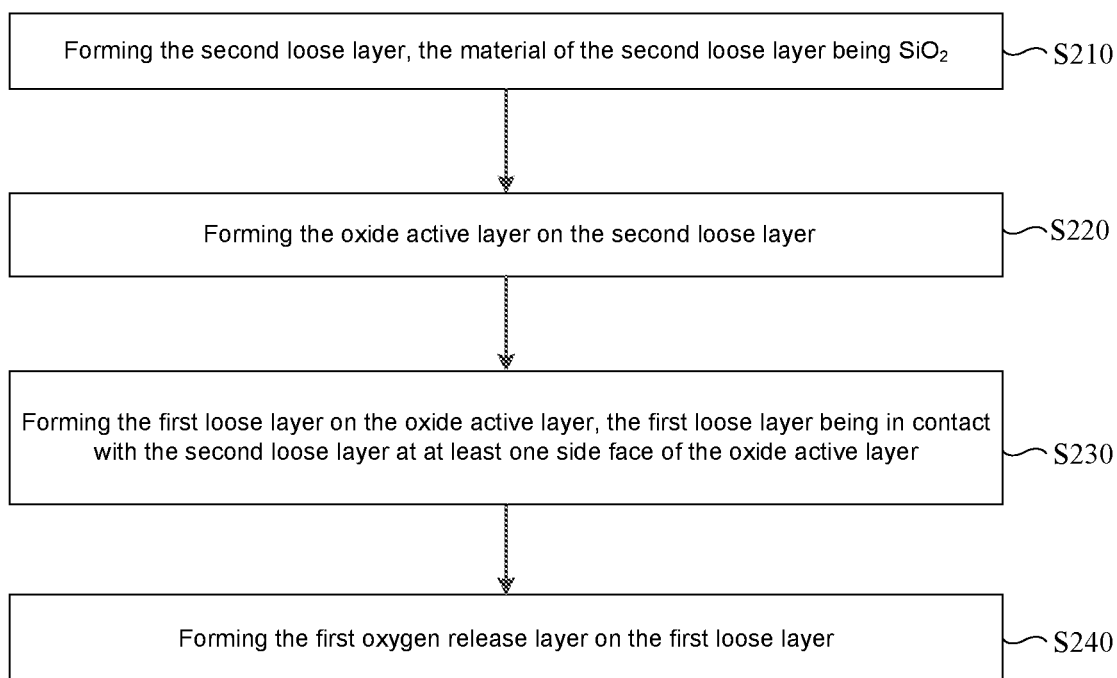 Forming the second loose layer, the material of the second loose layer being SiO₂
S210
Forming the oxide active layer on the second loose layer
S220
Forming the first loose layer on the oxide active layer, the first loose layer being in contact
with the second loose layer at at least one side face of the oxide active layer
S230
Forming the first oxygen release layer on the first loose layer
S240